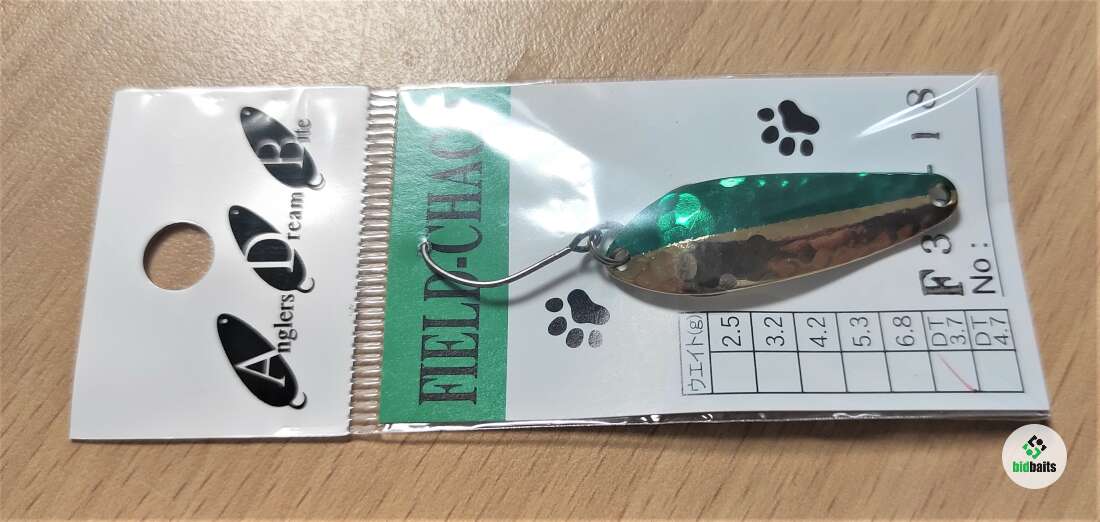 Anglers
Dream
Bite
FIELD-CHAC
ウエイト(g)
2.5
3.2
4.2
5.3
6.8
DT
3.7
DT
4.7
No:
F3-18
bidbaits